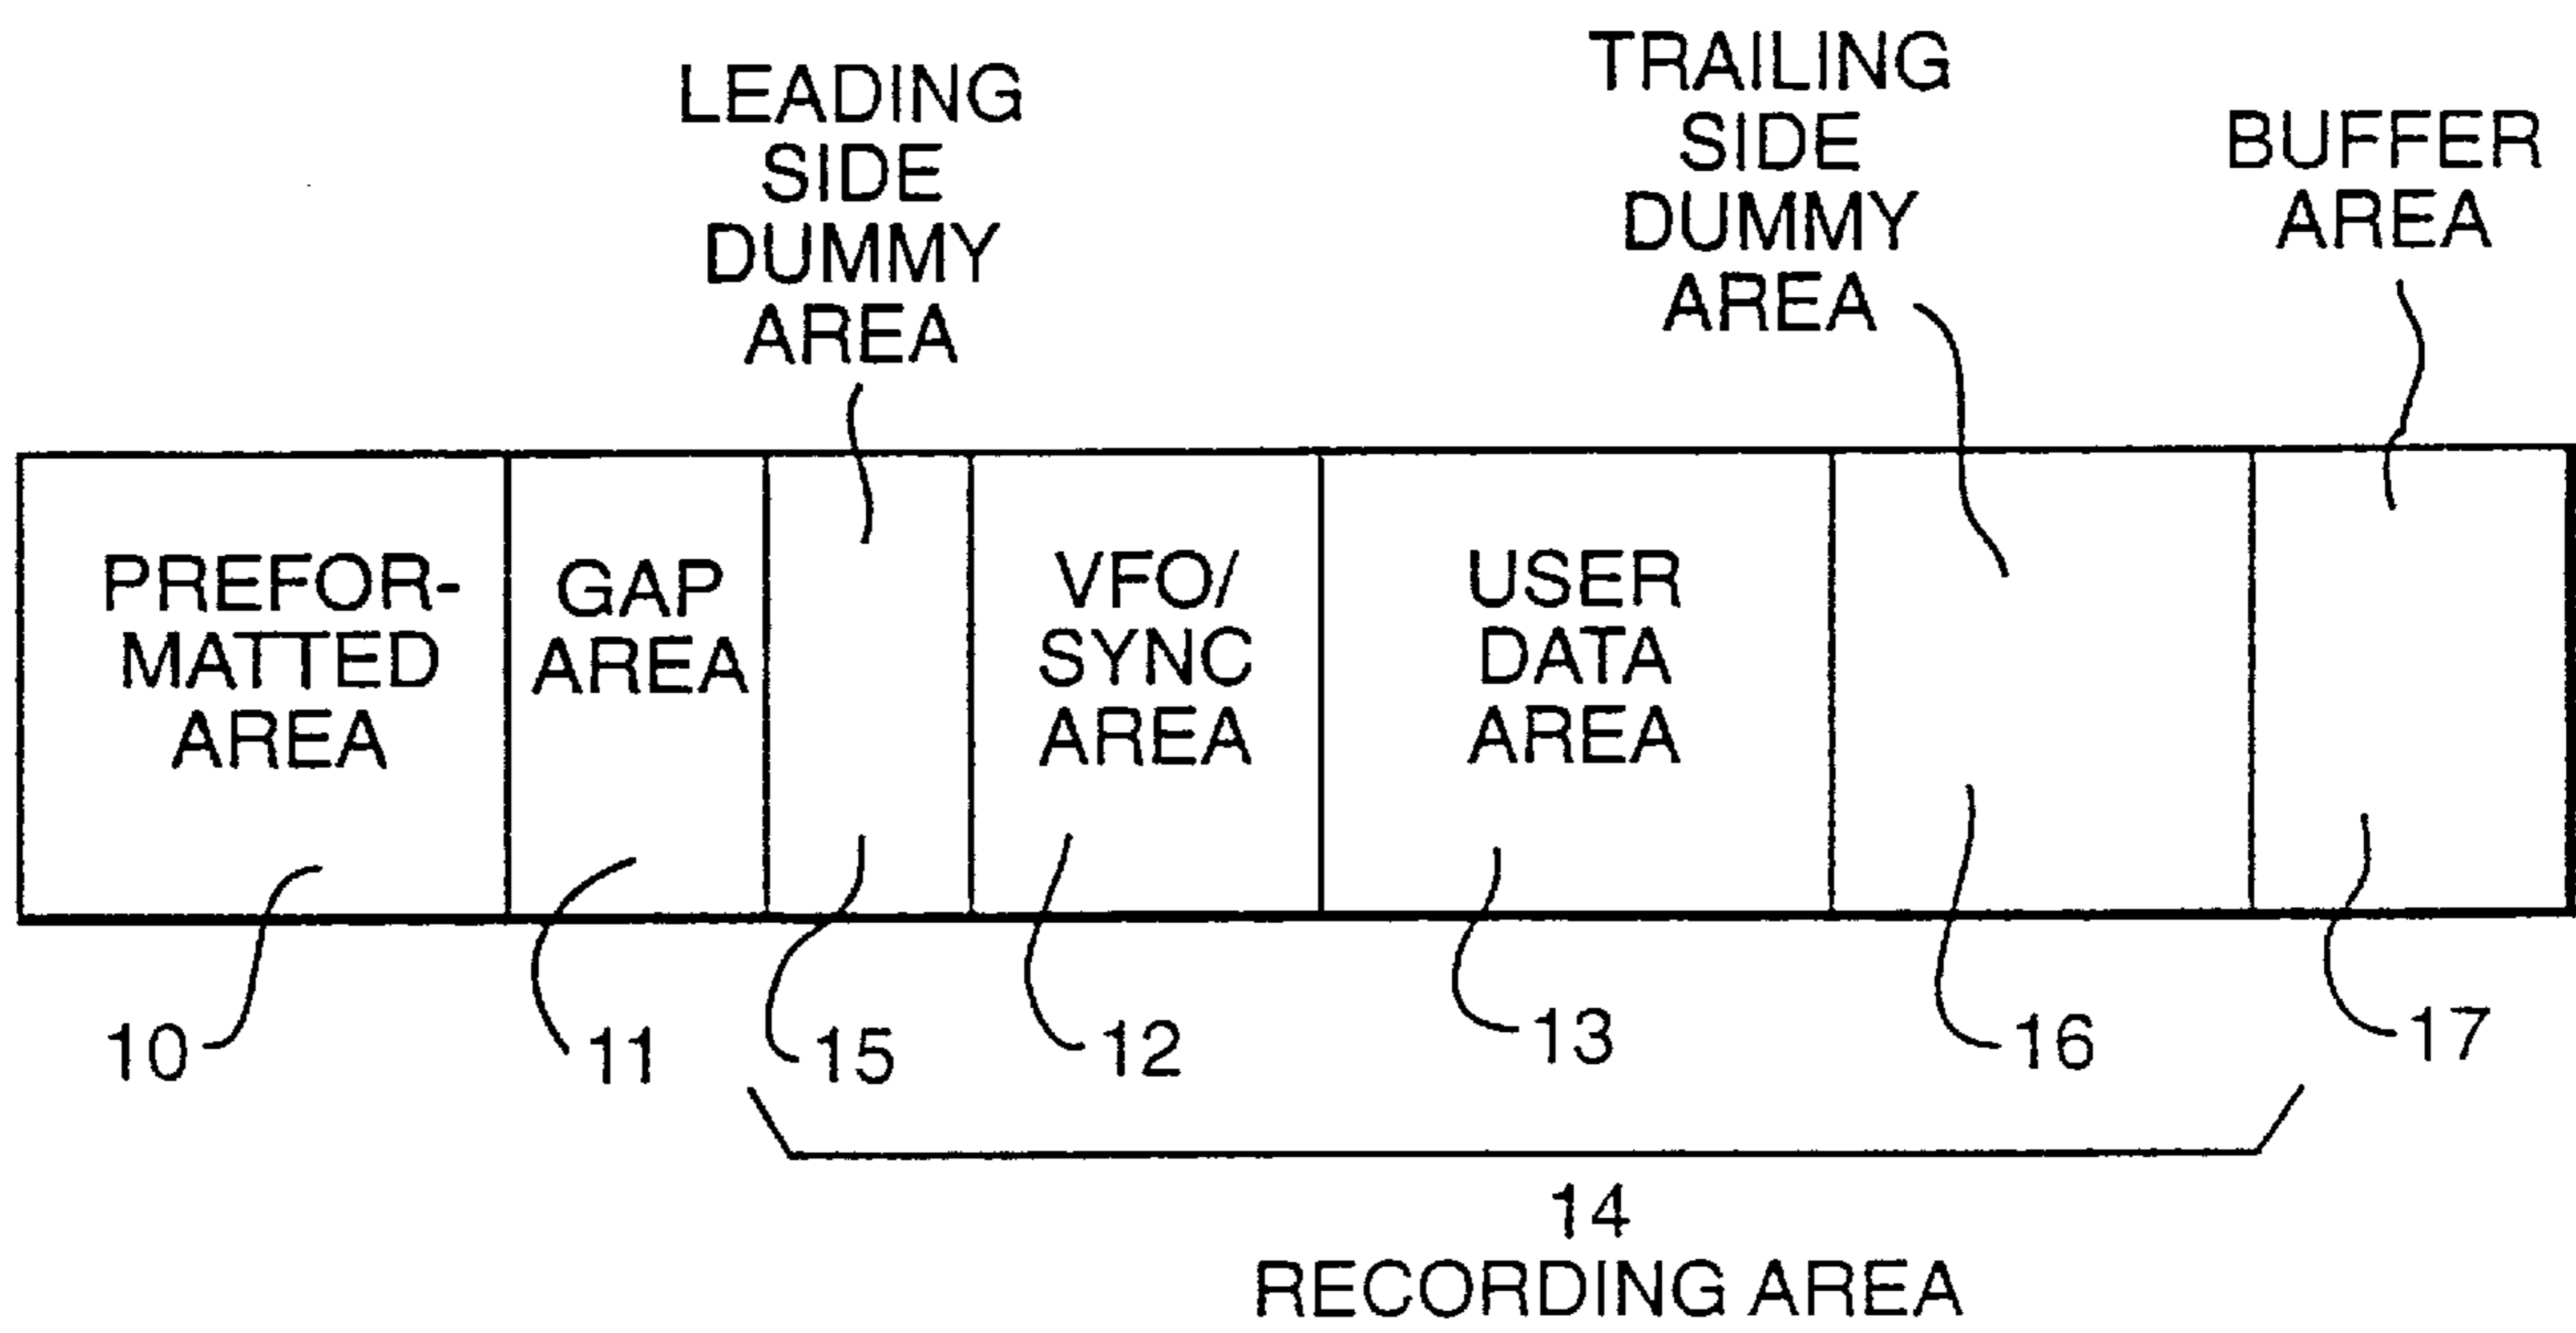 LEADING
SIDE
DUMMY
AREA
TRAILING
SIDE
DUMMY
AREA
BUFFER
AREA
PREFOR-
MATTED
AREA
GAP
AREA
VFO/
SYNC
AREA
USER
DATA
AREA
10
11
15
12
13
16
17
14
RECORDING AREA